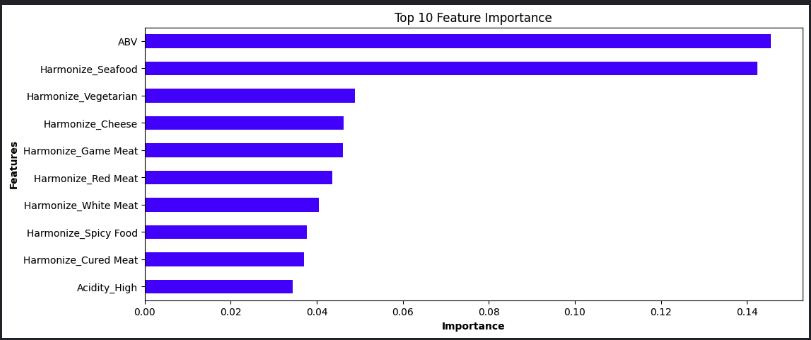 Top 10 Feature Importance
Features
ABV
Harmonize_Seafood
Harmonize_Vegetarian
Harmonize_Cheese
Harmonize_Game Meat
Harmonize_Red Meat
Harmonize_White Meat
Harmonize_Spicy Food
Harmonize_Cured Meat
Acidity_High
0.00 0.02 0.04 0.06 0.08 0.10 0.12 0.14
Importance